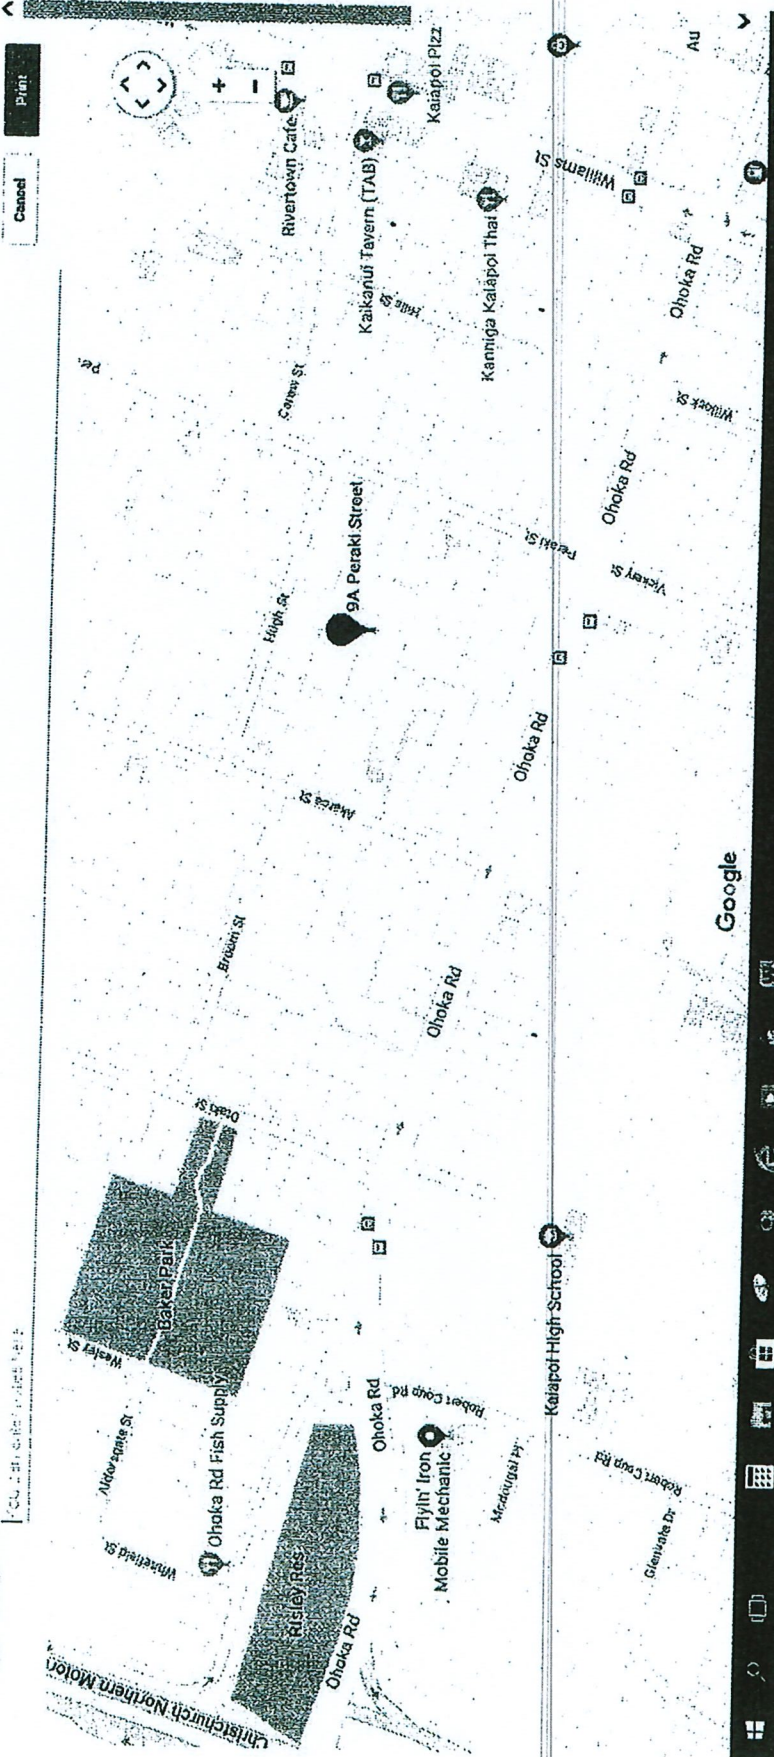 Print
Cancel
Rivertown Cafe
Kaiapoi Pizz
Kaikanui Tavern (TAB)
Kanniga Kaiapoi Thai
Williams St
Au
Hills St
Ohoka Rd
Carew St
Willock St
Ohoka Rd
9A Peraki Street
Peraki St
Vickery St
Hugh St
Ohoka Rd
Akaroa St
Broom St
Ohoka Rd
Google
Otaki St
Baker Park
Wesley St
Kaiapoi High School
Aldersgate St
Ohoka Rd Fish Supply
Ohoka Rd
Robert Coup Rd
Flyin' Iron
Mobile Mechanic
Mcdougal Pl
Robert Coup Rd
Whitefield St
Glenvale Dr
Risley Res
Ohoka Rd
Christchurch Northern Motor